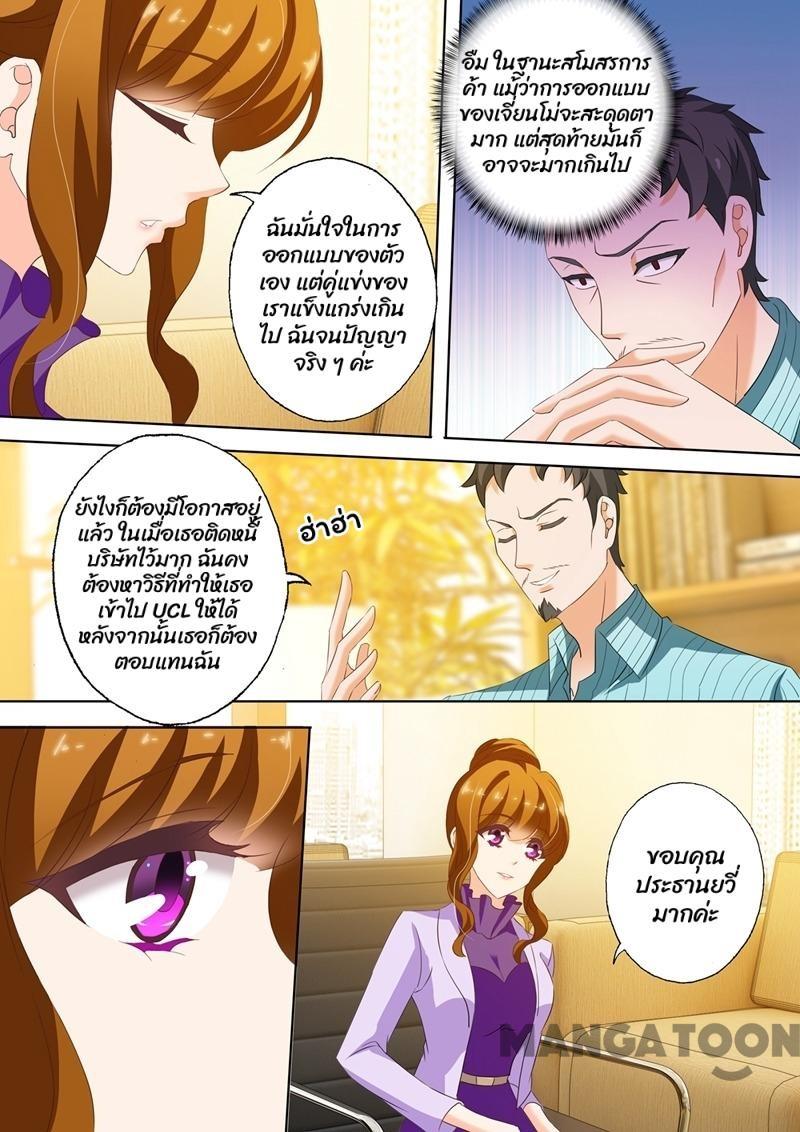 ฉันมั่นใจในการ
ออกแบบของตัว
เอง แต่คู่แข่งของ
เราแข็งแกร่งเกิน
ไป ฉันจนปัญญา
จริง ๆ ค่ะ
อืม ในฐานะสโมสรการ
ค้า แม้ว่าการออกแบบ
ของเจี่ยนโม่จะสะดุดตา
มาก แต่สุดท้ายมันก็
อาจจะมากเกินไป
ยังไงก็ต้องมีโอกาสอยู่
แล้ว ในเมื่อเธอติดหนี้
บริษัทไว้มาก ฉันคง
ต้องหาวิธีที่ทำให้เธอ
เข้าไป UCL ให้ได้
หลังจากนั้นเธอก็ต้อง
ตอบแทนฉัน
ฮ่าฮ่า
ขอบคุณ
ประธานยวี่
มากค่ะ
MANGATOON